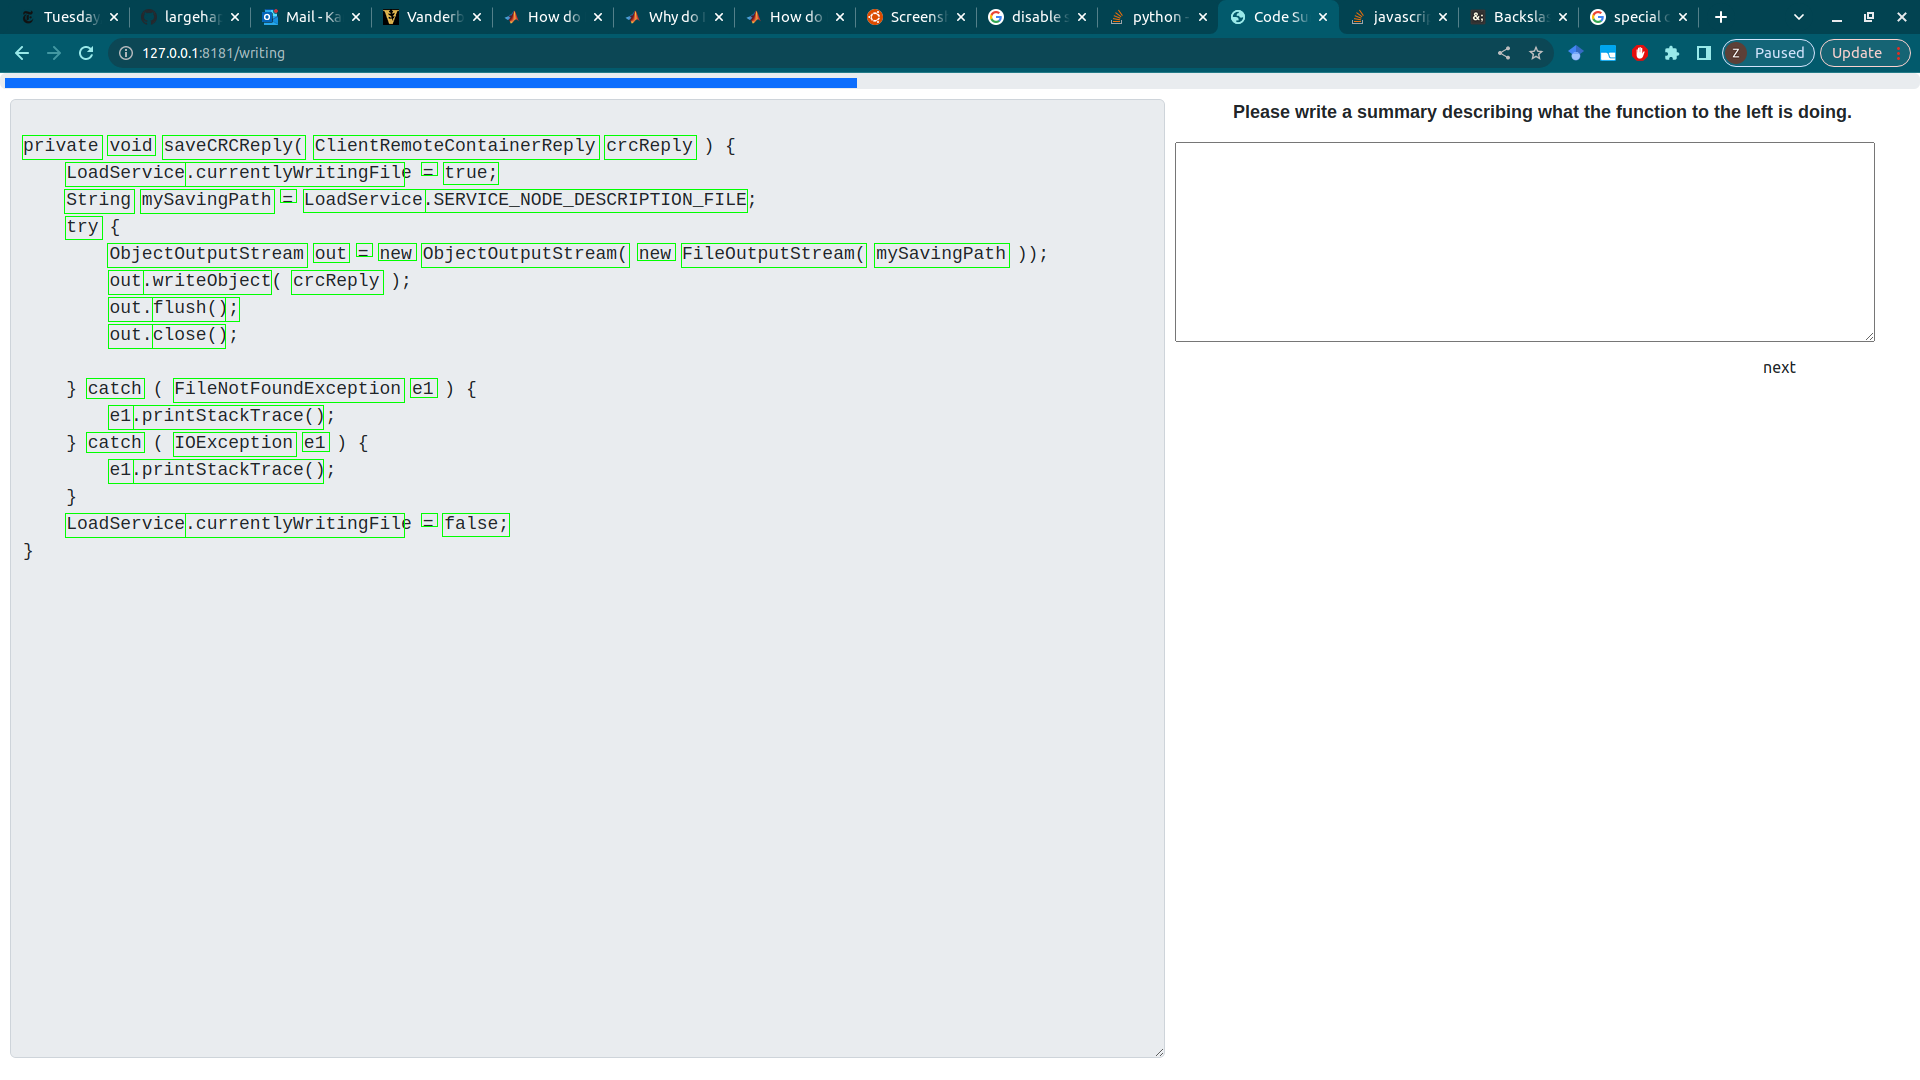 Tuesday
largehap
Mail - Ka
Vanderb
How do
Why do
How do
Screens
disable s
python -
Code Su
javascrip
Backslas
special c
127.0.0.1:8181/writing
Z Paused
Update
private void saveCRCReply( ClientRemoteContainerReply crcReply ) {
LoadService.currentlyWritingFile = true;
String mySavingPath = LoadService.SERVICE_NODE_DESCRIPTION_FILE;
try {
ObjectOutputStream out = new ObjectOutputStream( new FileOutputStream( mySavingPath ));
out.writeObject( crcReply );
out.flush();
out.close();
} catch ( FileNotFoundException e1 ) {
e1.printStackTrace();
} catch ( IOException e1 ) {
e1.printStackTrace();
}
LoadService.currentlyWritingFile = false;
}
Please write a summary describing what the function to the left is doing.
next